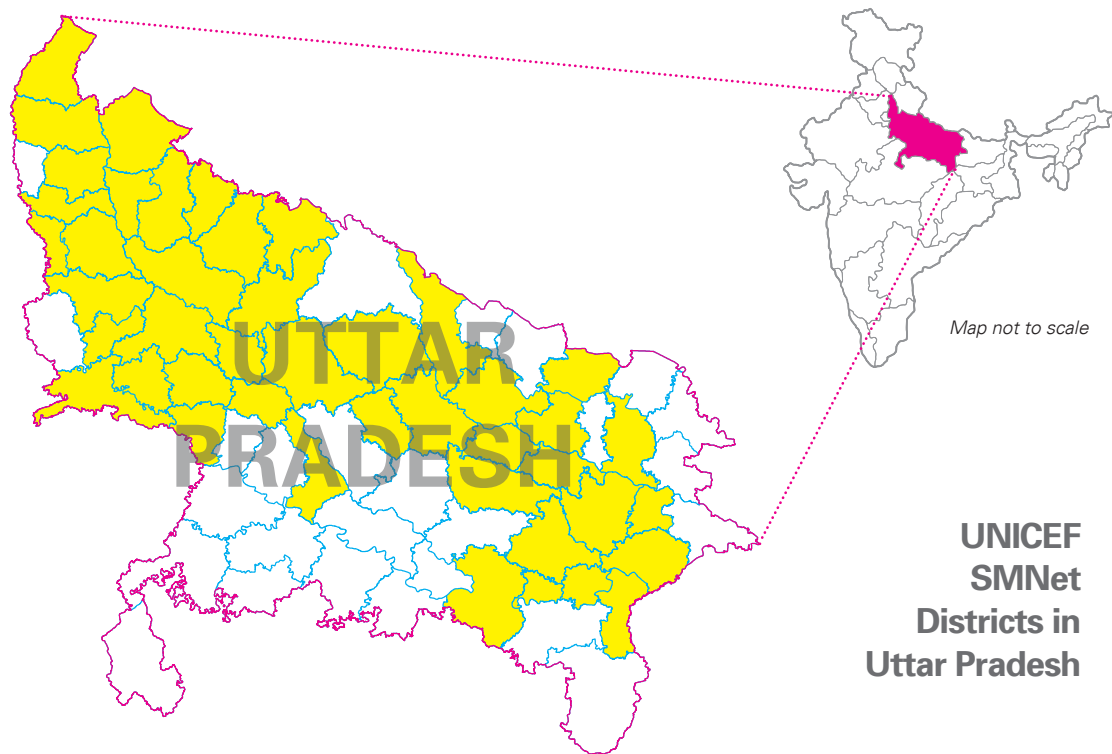 UTTAR
PRADESH
Map not to scale
UNICEF
SMNet
Districts in
Uttar Pradesh